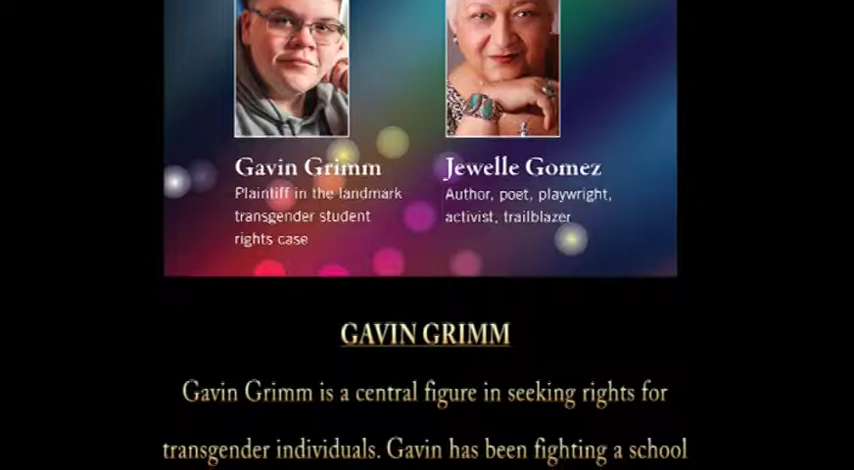 Gavin Grimm
Plaintiff in the landmark
transgender student
rights case
Jewelle Gomez
Author, poet, playwright,
activist, trailblazer
GAVIN GRIMM
Gavin Grimm is a central figure in seeking rights for
transgender individuals. Gavin has been fighting a school